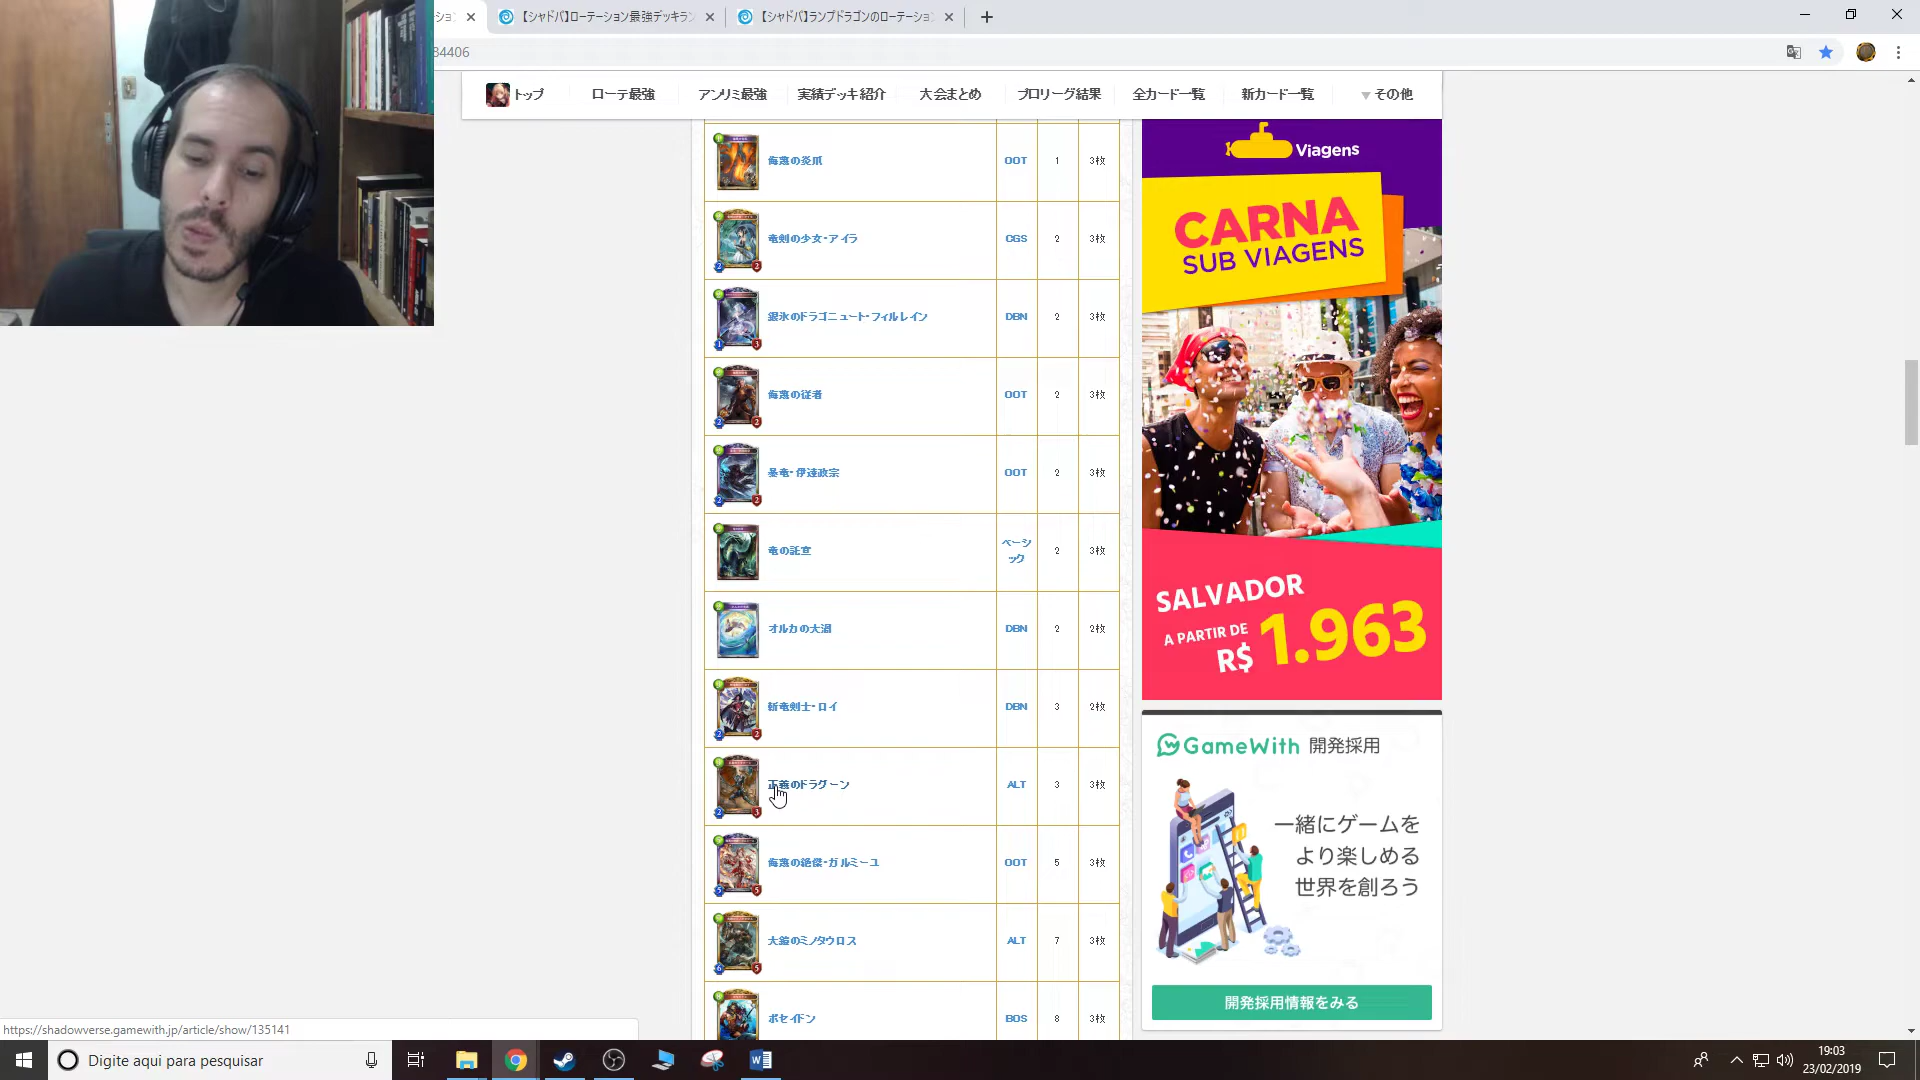 ション
【シャドバ】ローテーション最強デッキラン
【シャドバ】ランプドラゴンのローテーショ
34406
トップ
ローテ最強
アンリミ最強
実績デッキ紹介
大会まとめ
プロリーグ結果
全カード一覧
新カード一覧
その他
侮蔑の炎爪 OOT 1 3枚
竜剣の少女・アイラ CGS 2 3枚
銀氷のドラゴニュート・フィルレイン DBN 2 3枚
侮蔑の従者 OOT 2 3枚
暴竜・伊達政宗 OOT 2 3枚
竜の託宣 ベーシ 2 3枚
ック
オルカの大渦 DBN 2 2枚
斬竜剣士・ロイ DBN 3 2枚
正義のドラグーン ALT 3 3枚
侮蔑の絶傑・ガルミーユ OOT 5 3枚
大鎧のミノタウロス ALT 7 3枚
ポセイドン BOS 8 3枚
Viagens
CARNA
SUB VIAGENS
SALVADOR
A PARTIR DE
R$ 1.963
GameWith 開発採用
一緒にゲームを
より楽しめる
世界を創ろう
開発採用情報をみる
https://shadowverse.gamewith.jp/article/show/135141
Digite aqui para pesquisar
19:03
23/02/2019